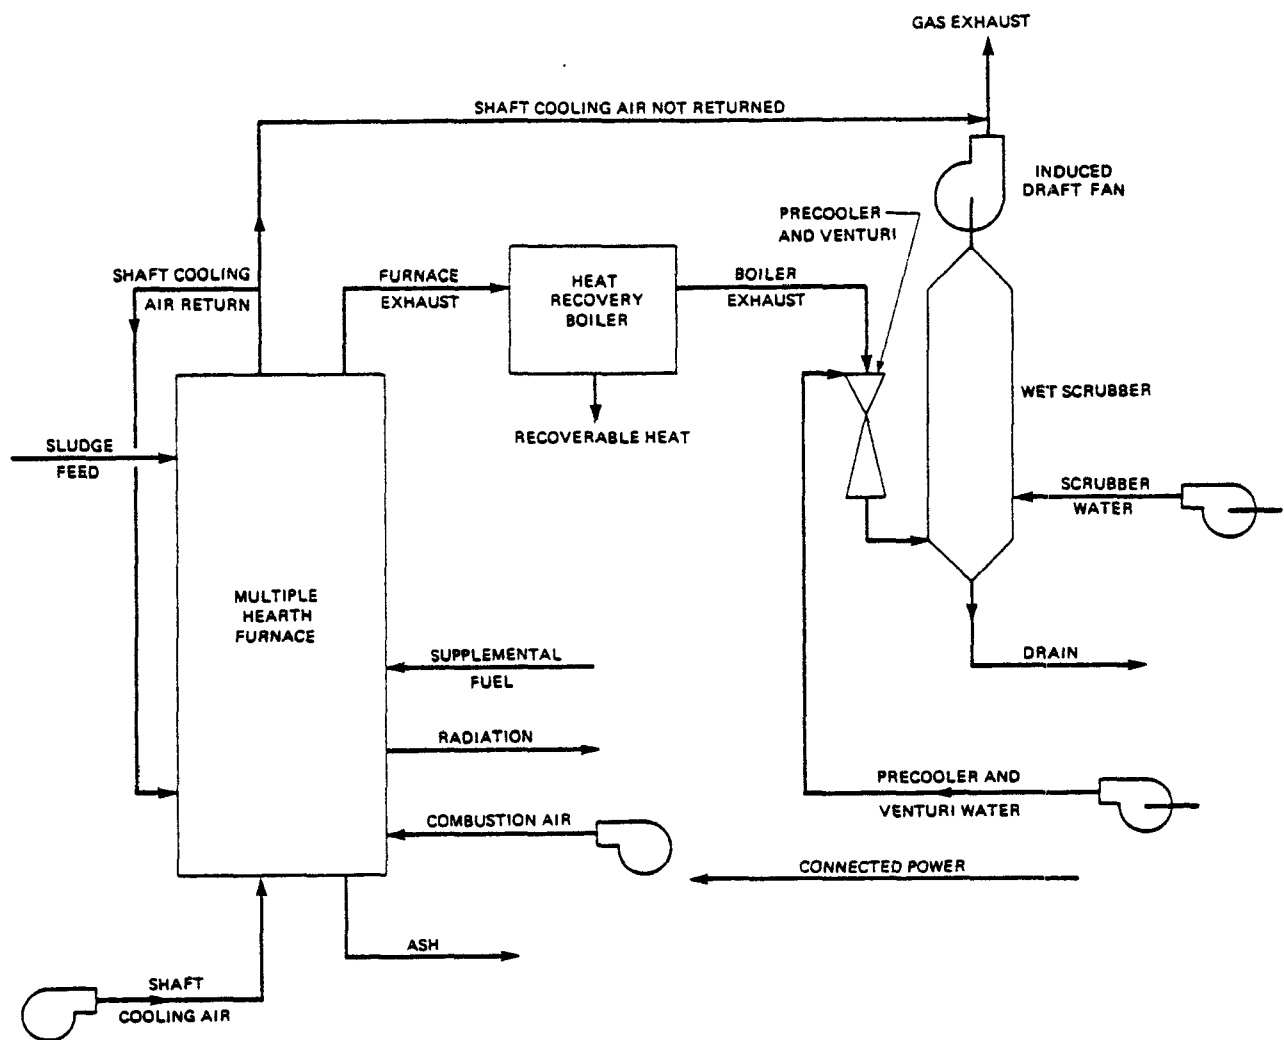 GAS EXHAUST
SHAFT COOLING AIR NOT RETURNED
INDUCED
DRAFT FAN
PRECOOLER
AND VENTURI
SHAFT COOLING
AIR RETURN
FURNACE
EXHAUST
HEAT
RECOVERY
BOILER
BOILER
EXHAUST
WET SCRUBBER
RECOVERABLE HEAT
SLUDGE
FEED
SCRUBBER
WATER
MULTIPLE
HEARTH
FURNACE
SUPPLEMENTAL
FUEL
DRAIN
RADIATION
PRECOOLER AND
VENTURI WATER
COMBUSTION AIR
CONNECTED POWER
ASH
SHAFT
COOLING AIR